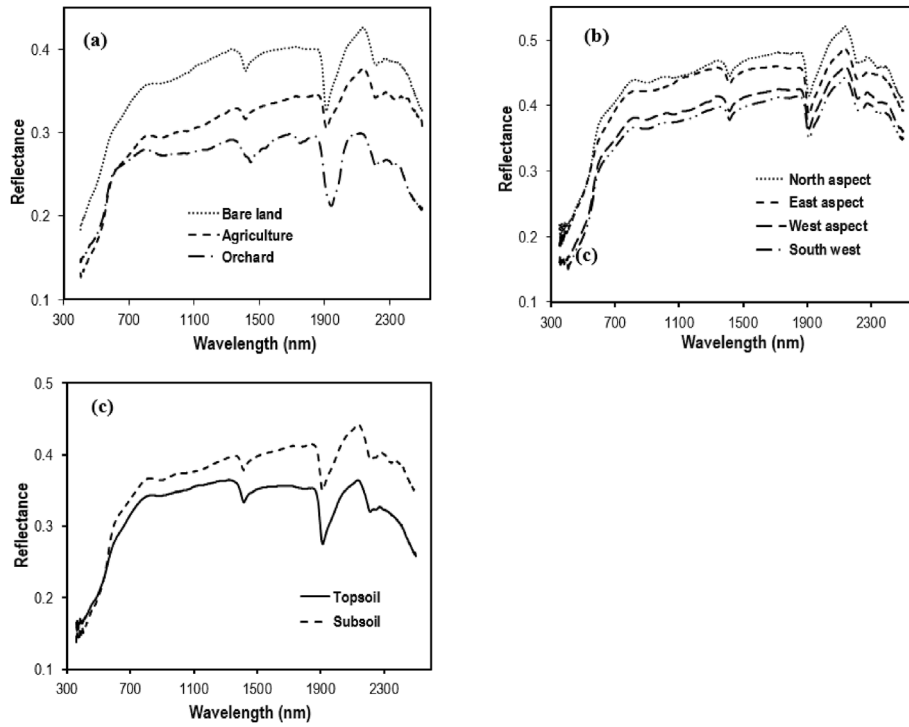 (a)
0.4
0.3
0.2
0.1
Reflectance
Bare land
Agriculture
Orchard
300 700 1100 1500 1900 2300
Wavelength (nm)
(b)
0.5
0.4
0.3
0.2
0.1
Reflectance
North aspect
East aspect
West aspect
South west
(c)
300 700 1100 1500 1900 2300
Wavelength (nm)
(c)
0.5
0.4
0.3
0.2
0.1
Reflectance
Topsoil
Subsoil
300 700 1100 1500 1900 2300
Wavelength (nm)